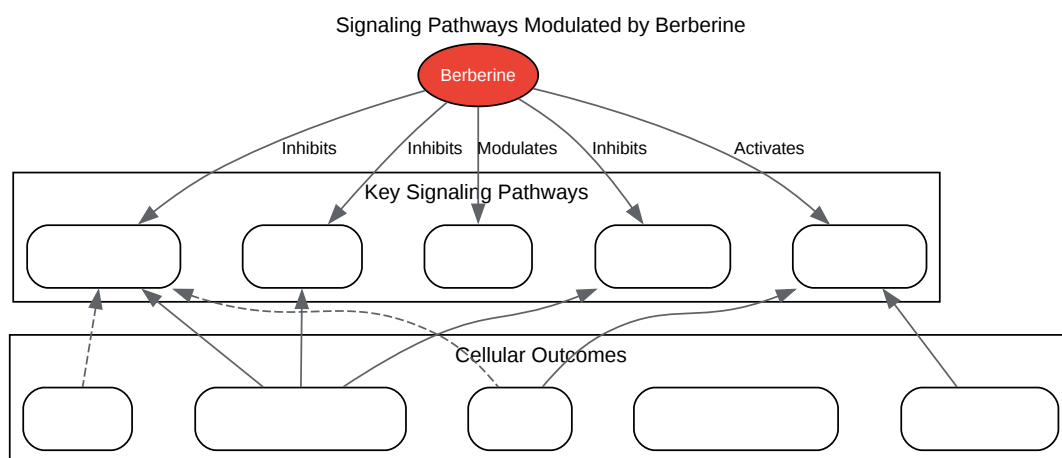 Signaling Pathways Modulated by Berberine
Berberine
Inhibits
Inhibits
Modulates
Inhibits
Activates
Key Signaling Pathways
Cellular Outcomes